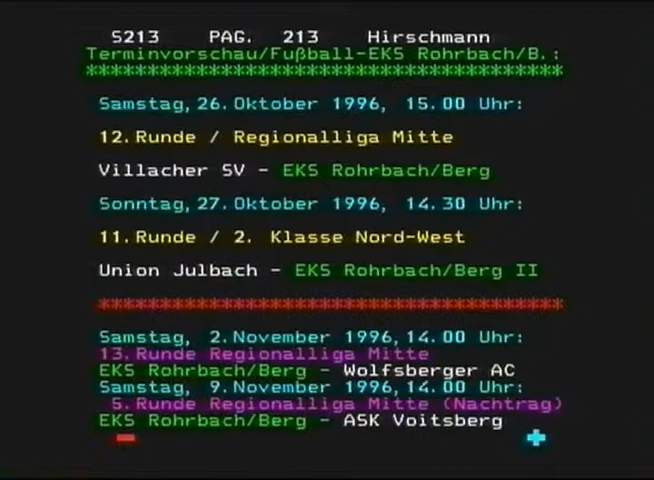 S213 PAG. 213 Hirschmann
Terminvorschau/Fußball-EKS Rohrbach/B.:
***************************************
Samstag,26.Oktober 1996, 15.00 Uhr:
12.Runde / Regionalliga Mitte
Villacher SV - EKS Rohrbach/Berg
Sonntag,27.Oktober 1996, 14.30 Uhr:
11.Runde / 2. Klasse Nord-West
Union Julbach - EKS Rohrbach/Berg II
**************************************
Samstag, 2.November 1996,14.00 Uhr:
13.Runde Regionalliga Mitte
EKS Rohrbach/Berg - Wolfsberger AC
Samstag, 9.November 1996,14.00 Uhr:
5.Runde Regionalliga Mitte (Nachtrag)
EKS Rohrbach/Berg - ASK Voitsberg
- +